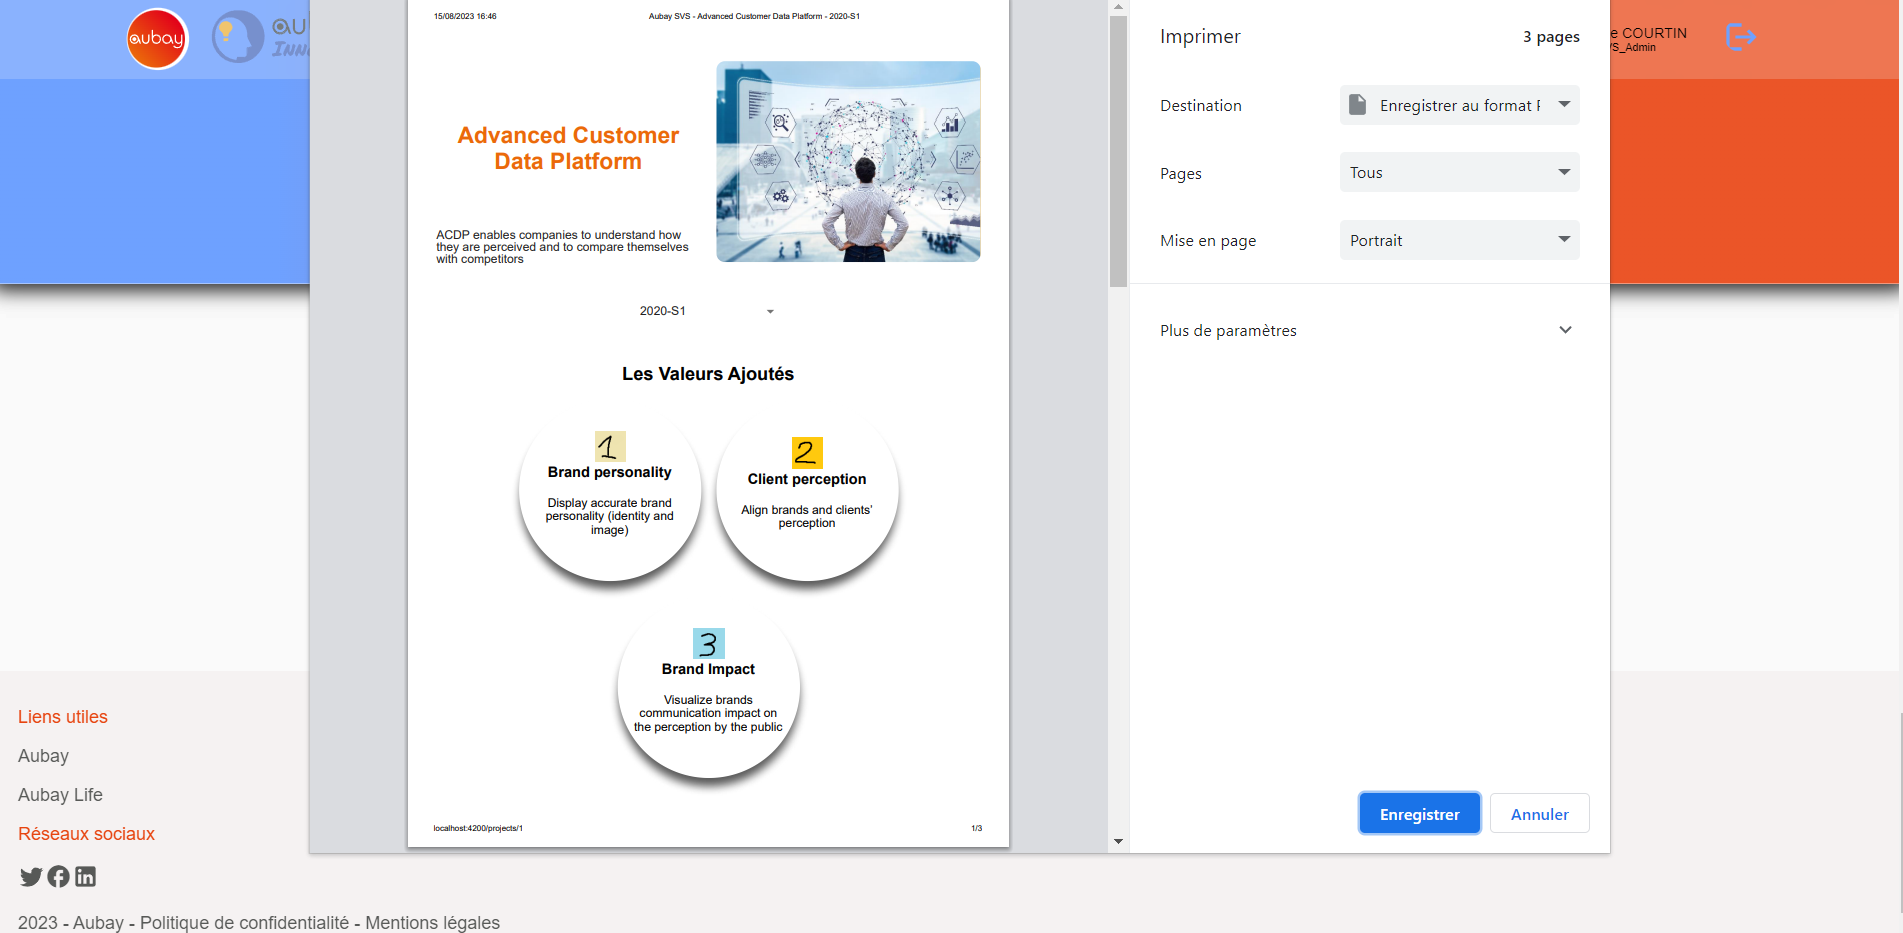 aubay
15/08/2023 16:46
Aubay SVS - Advanced Customer Data Platform - 2020-S1
Advanced Customer
Data Platform
ACDP enables companies to understand how
they are perceived and to compare themselves
with competitors
2020-S1
Les Valeurs Ajoutés
1
Brand personality
Display accurate brand
personality (identity and
image)
2
Client perception
Align brands and clients'
perception
3
Brand Impact
Visualize brands
communication impact on
the perception by the public
localhost:4200/projects/1
1/3
Imprimer
3 pages
Destination
Enregistrer au format
Pages
Tous
Mise en page
Portrait
Plus de paramètres
Enregistrer
Annuler
e COURTIN
S_Admin
Liens utiles
Aubay
Aubay Life
Réseaux sociaux
2023 - Aubay - Politique de confidentialité - Mentions légales